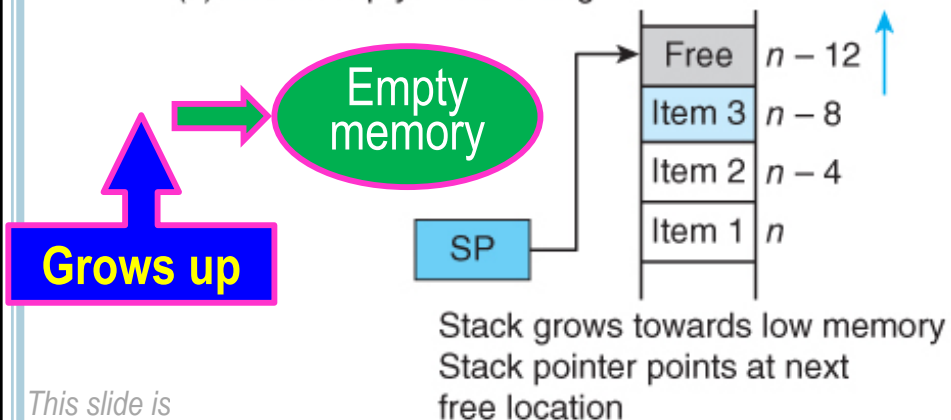 Free n – 12
Empty
memory
Item 3 n – 8
Item 2 n – 4
Item 1 n
SP
Grows up
Stack grows towards low memory
Stack pointer points at next
free location
This slide is